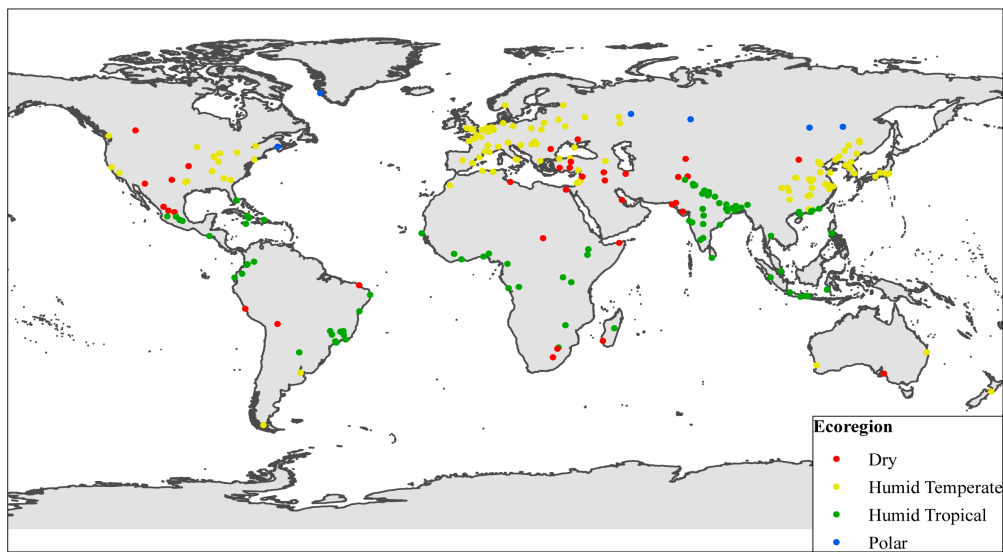 Ecoregion
Dry
Humid Temperate
Humid Tropical
Polar